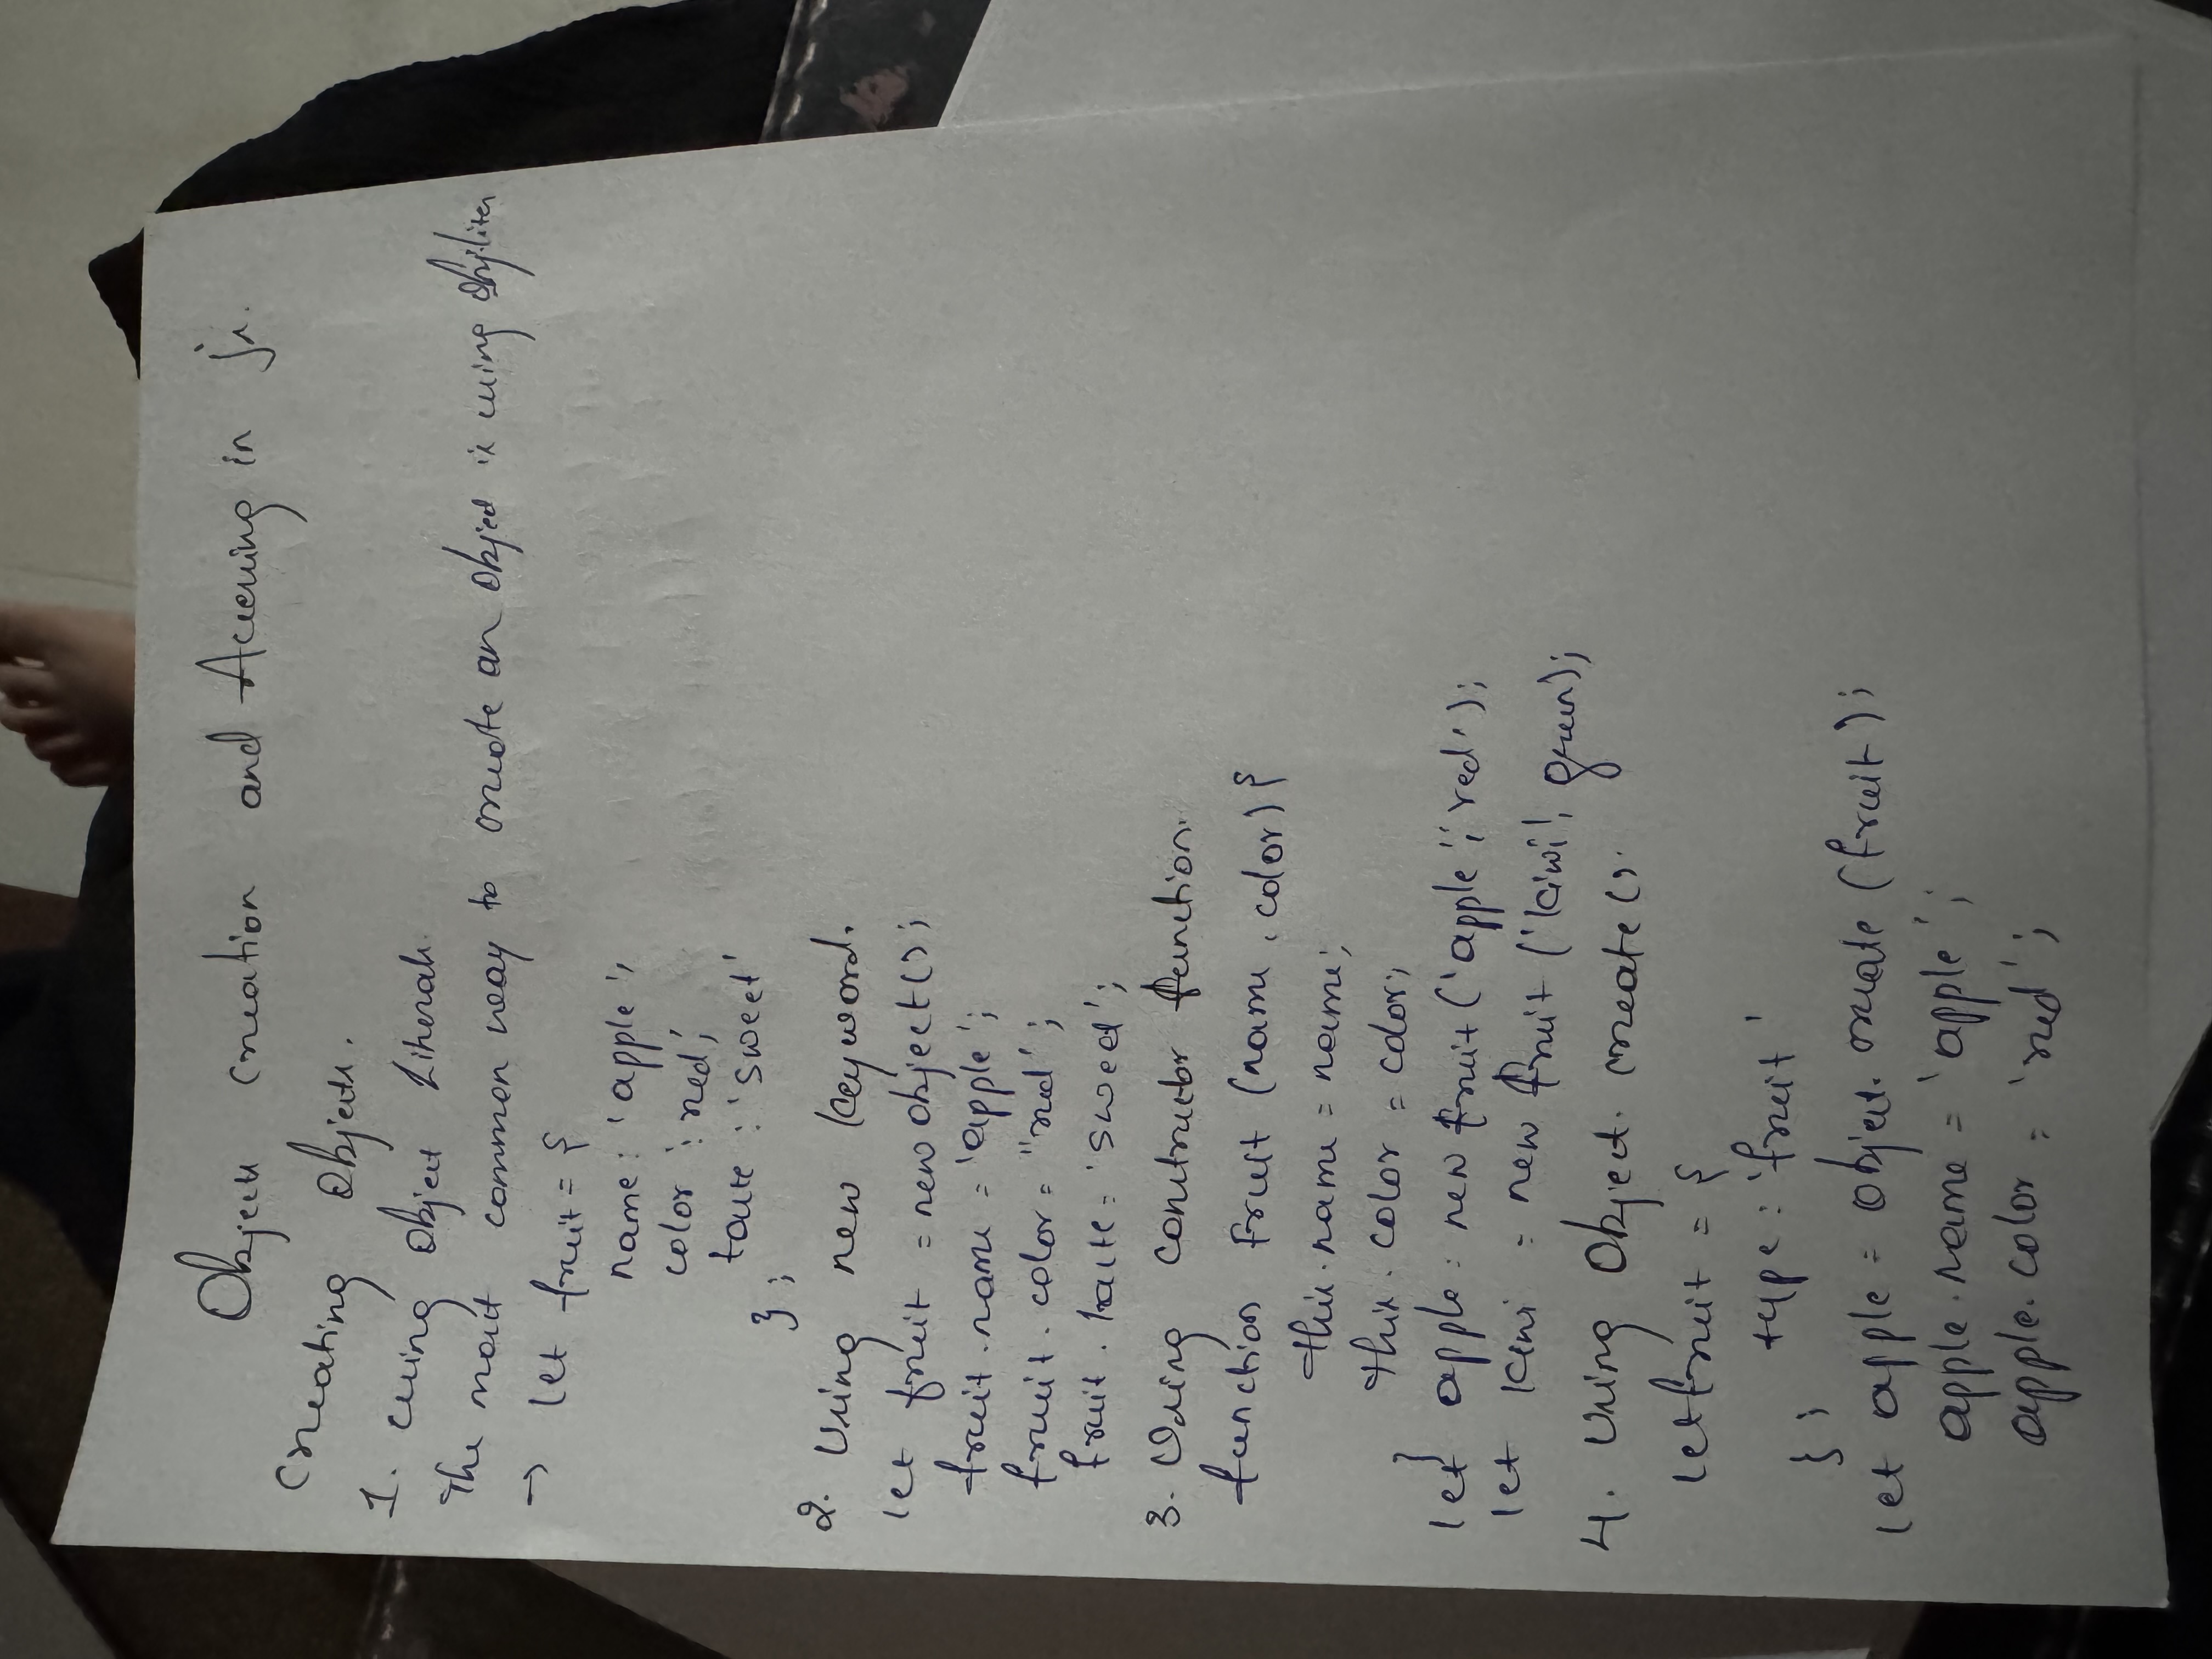 Objects creation and Accessing in js.
Creating Objects.
1. using Object Literals.
The most common way to create an object is using obj.liter
→ let fruit = {
name: 'apple',
color : red,'
taste : 'sweet'
};
2. Using new keyword.
let fruit = new object();
fruit.name = 'apple';
fruit.color = "red';
fruit.taste = 'sweet';
3. Using constructor function.
function Fruit (name, color) {
this.name = name;
this.color = color;
}
let apple = new fruit ('apple','red');
let kiwi = new fruit ('kiwi', green);
4. Using Object.create().
let fruit = {
type: 'fruit'
};
let apple = object.create (fruit);
apple.name = 'apple';
apple.color = 'red';